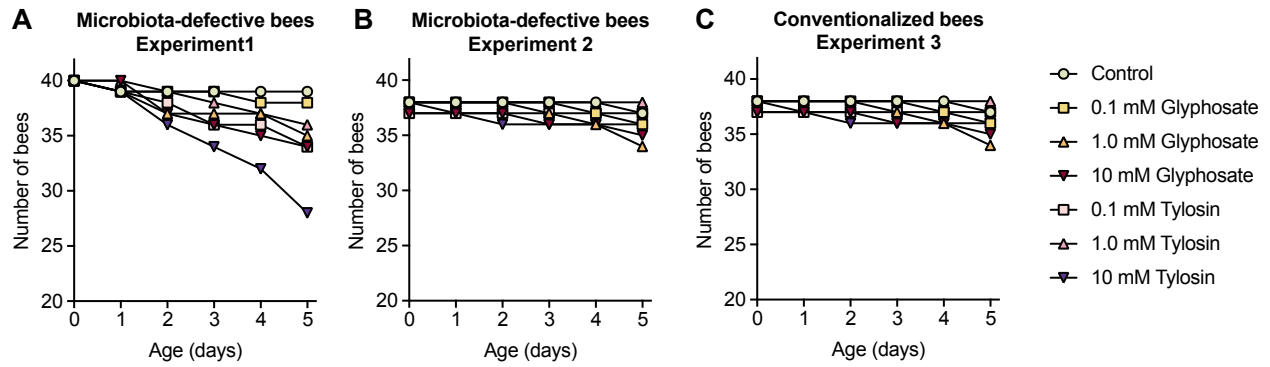 A
Microbiota-defective bees
Experiment1
Number of bees
40
35
30
25
20
0 1 2 3 4 5
Age (days)
B
Microbiota-defective bees
Experiment 2
Number of bees
40
35
30
25
20
0 1 2 3 4 5
Age (days)
C
Conventionalized bees
Experiment 3
Number of bees
40
35
30
25
20
0 1 2 3 4 5
Age (days)
Control
0.1 mM Glyphosate
1.0 mM Glyphosate
10 mM Glyphosate
0.1 mM Tylosin
1.0 mM Tylosin
10 mM Tylosin